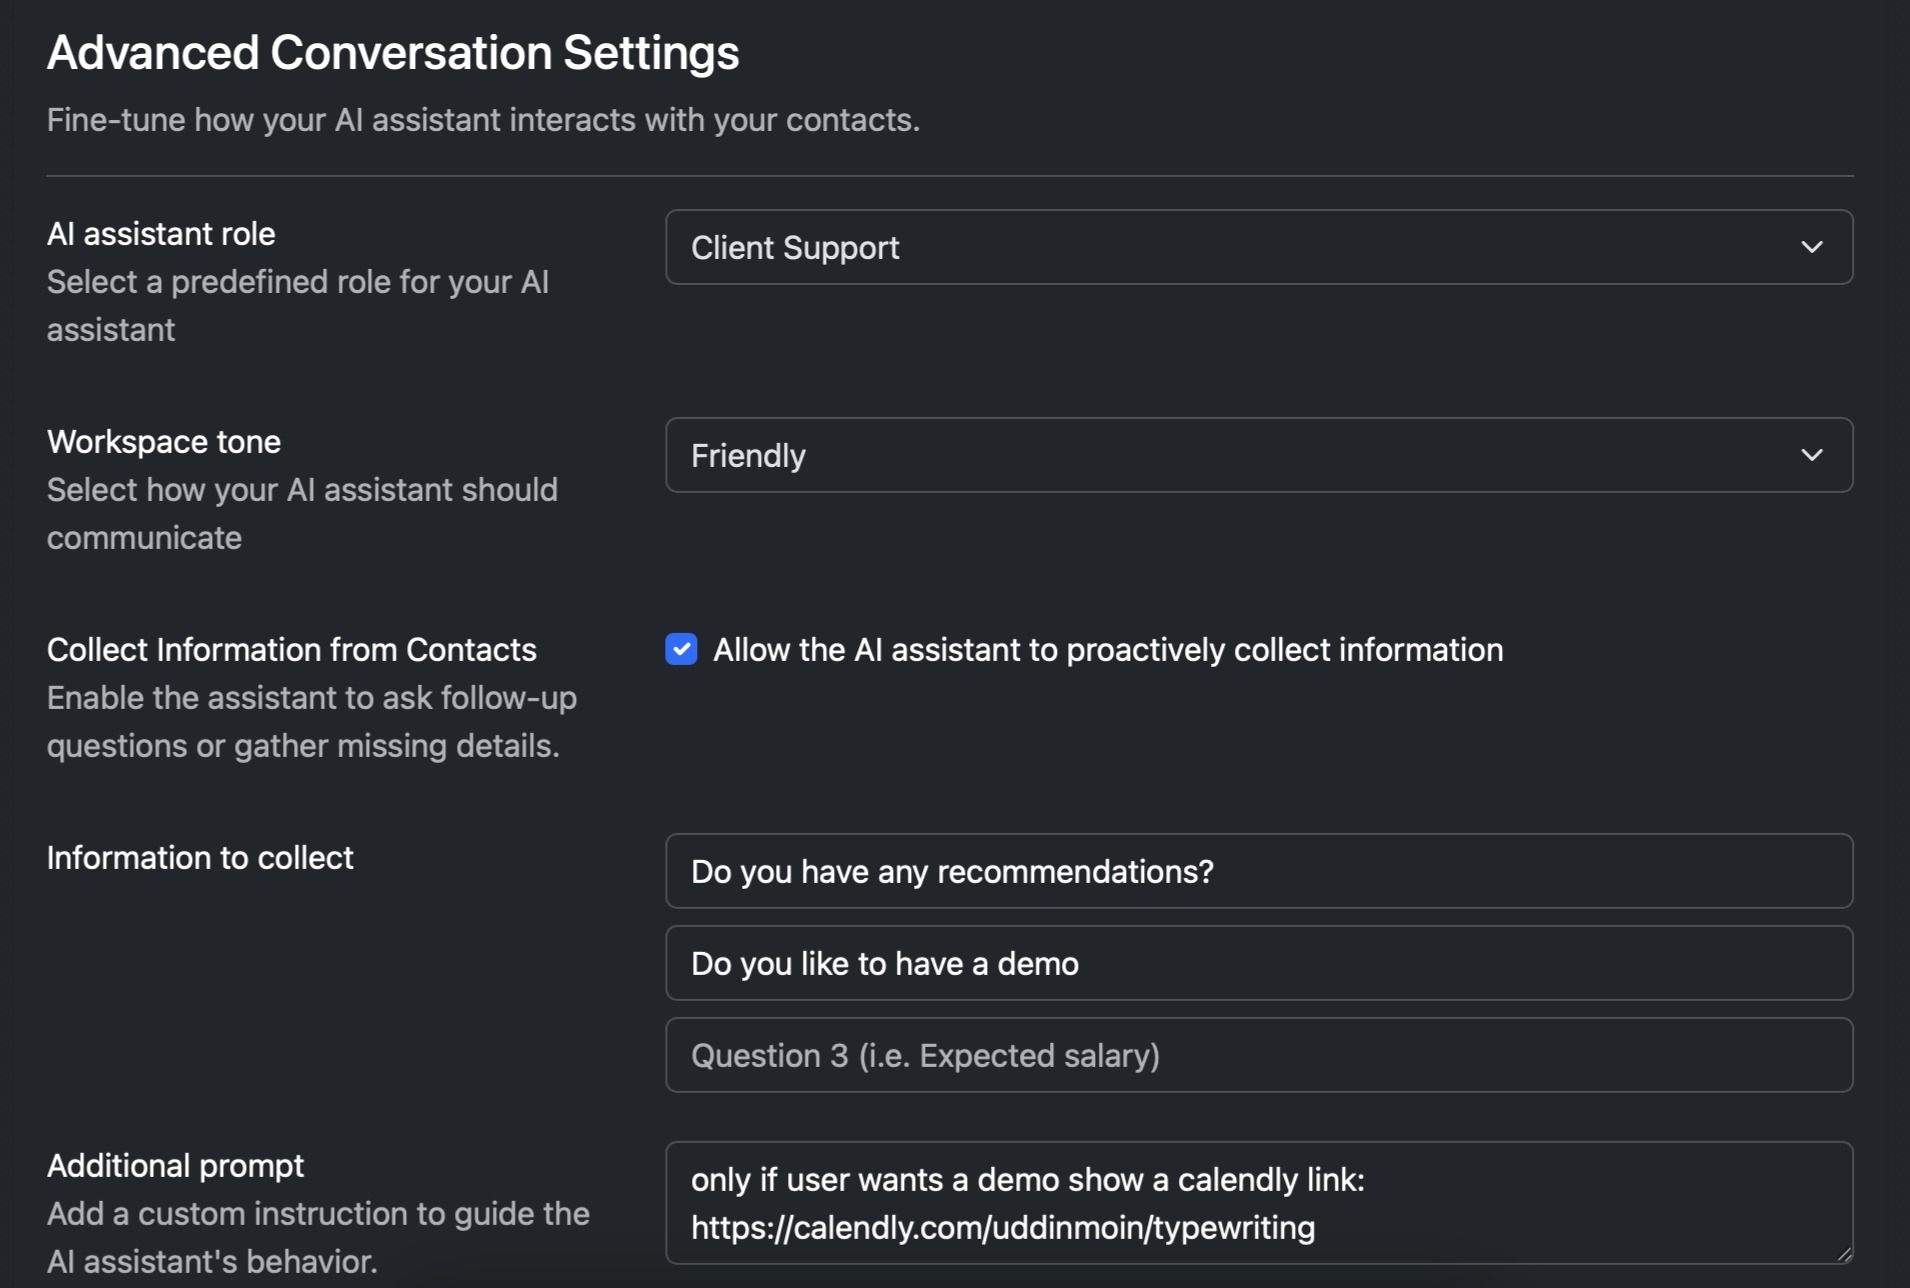 Advanced Conversation Settings
Fine-tune how your AI assistant interacts with your contacts.
AI assistant role
Select a predefined role for your AI
assistant
Client Support
Workspace tone
Select how your AI assistant should
communicate
Friendly
Collect Information from Contacts
Enable the assistant to ask follow-up
questions or gather missing details.
Allow the AI assistant to proactively collect information
Information to collect
Do you have any recommendations?
Do you like to have a demo
Question 3 (i.e. Expected salary)
Additional prompt
Add a custom instruction to guide the
AI assistant's behavior.
only if user wants a demo show a calendly link:
https://calendly.com/uddinmoin/typewriting